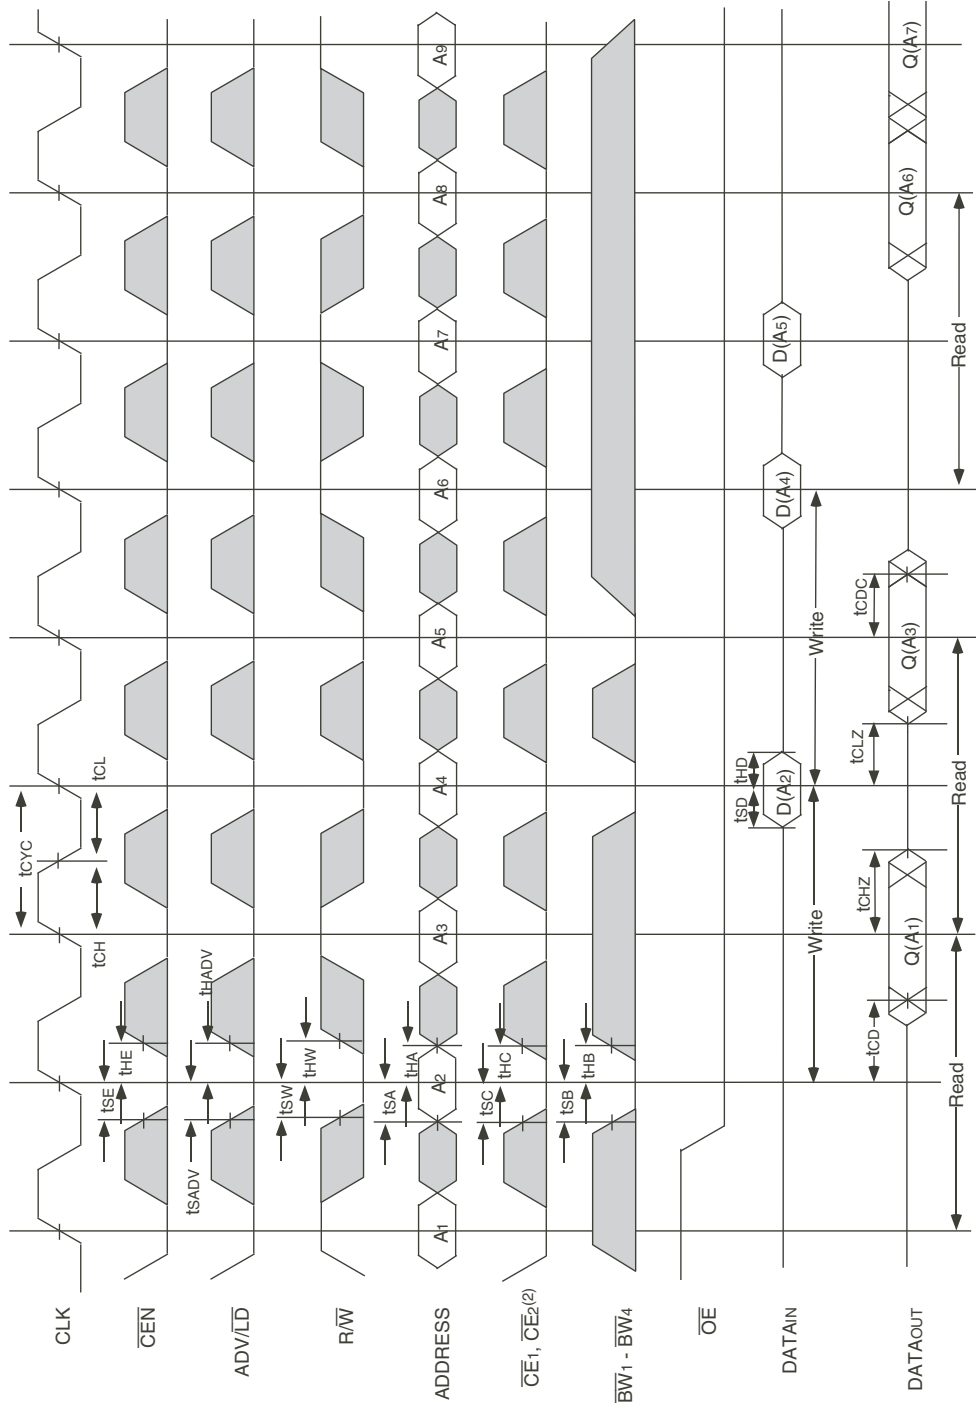 CLK
tCYC
tCH
tCL
CEN
tSE
tHE
ADV/LD
tSADV
tHADV
R/W
tSW
tHW
ADDRESS
A1
A2
A3
A4
A5
A6
A7
A8
A9
tSA
tHA
CE1, CE2(2)
tSC
tHC
BW1 - BW4
tSB
tHB
OE
DATAIN
D(A2)
D(A4)
D(A5)
tSD
tHD
Write
Write
DATAOUT
tCD
tCHZ
tCLZ
tCDC
Q(A1)
Q(A3)
Q(A6)
Q(A7)
Read
Read
Read